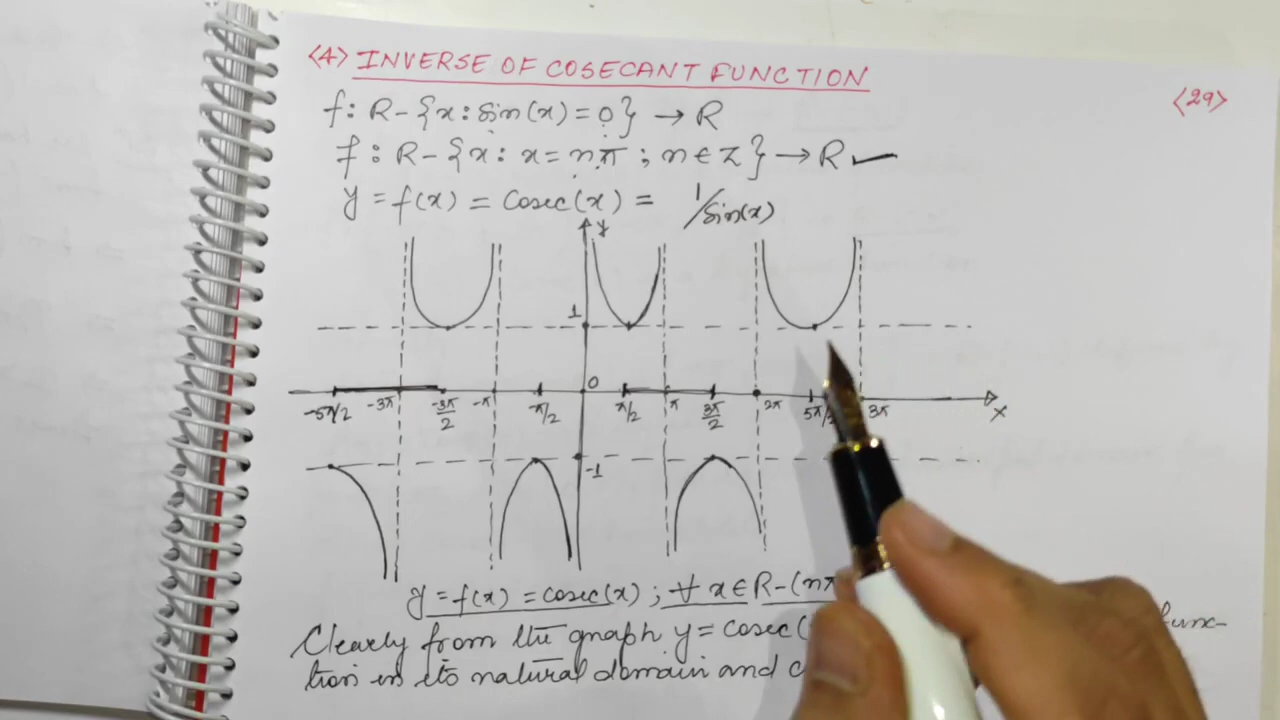 <4> INVERSE OF COSECANT FUNCTION
<29>
f: R-{x: Sin(x)=0} → R
f: R-{x: x=nπ; n∈Z} → R
y = f(x) = Cosec(x) = 1/Sin(x)
y
1
0
-5π/2 -3π -3π/2 -π -π/2 π/2 π 3π/2 2π 5π/2 3π X
-1
y = f(x) = cosec(x); ∀ x ∈ R-(nπ
Clearly from the graph y = cosec( func-
tion in its natural domain and